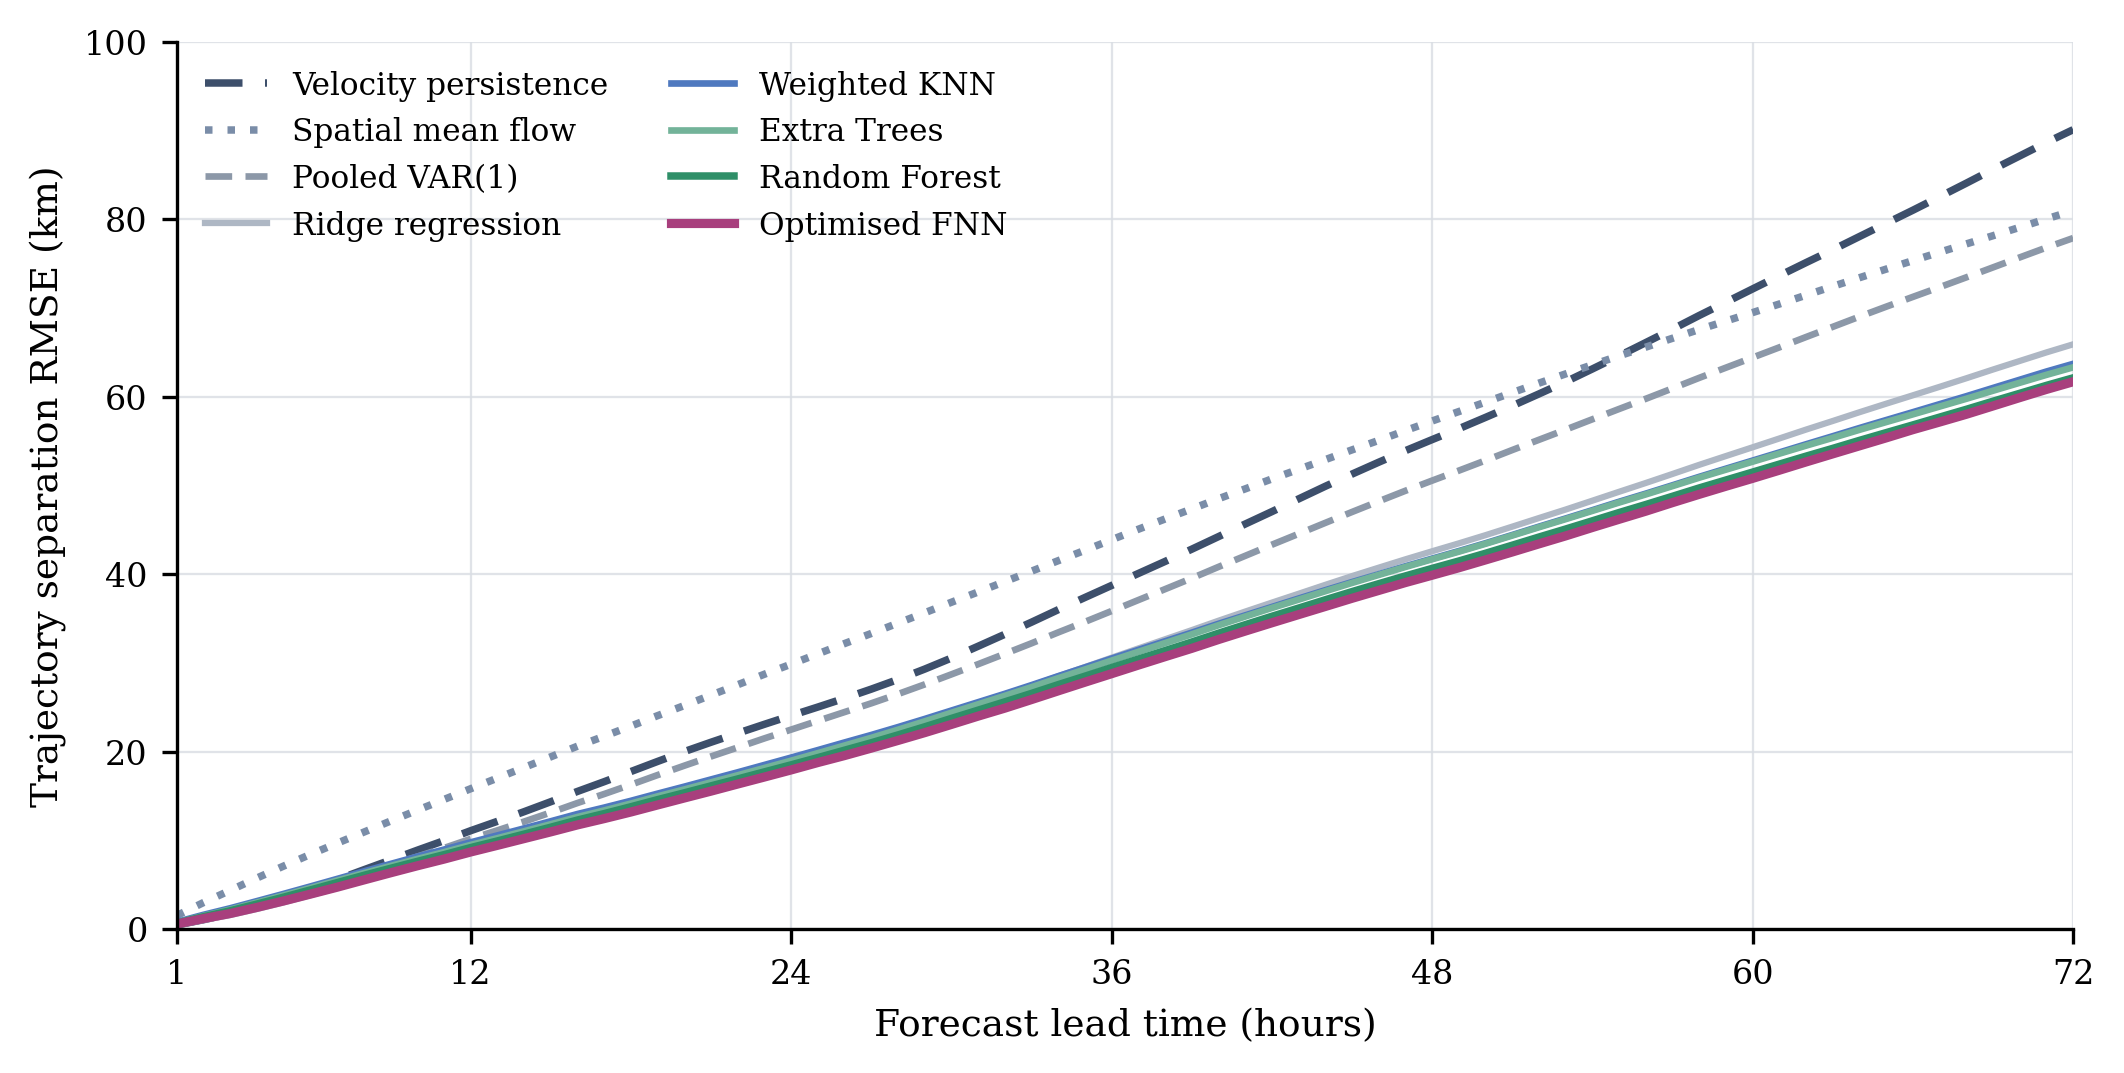 Trajectory separation RMSE (km)
100
80
60
40
20
0
Velocity persistence
Spatial mean flow
Pooled VAR(1)
Ridge regression
Weighted KNN
Extra Trees
Random Forest
Optimised FNN
1 12 24 36 48 60 72
Forecast lead time (hours)